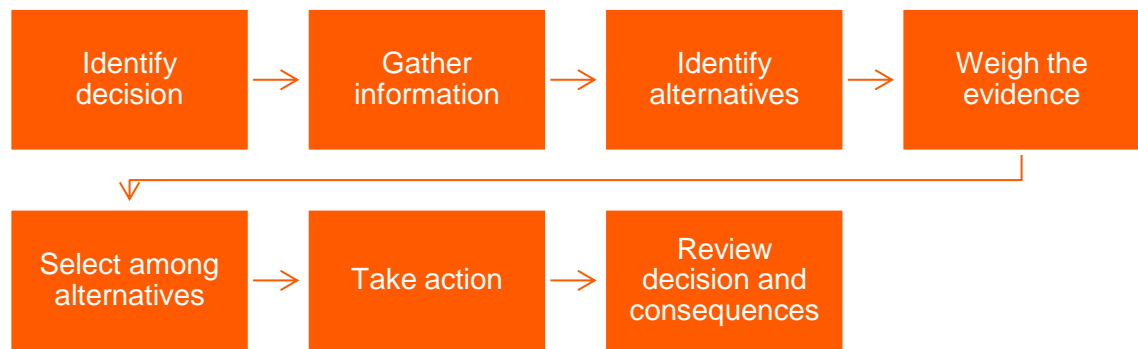 Identify
decision
Gather
information
Identify
alternatives
Weigh the
evidence
Select among
alternatives
Take action
Review
decision and
consequences